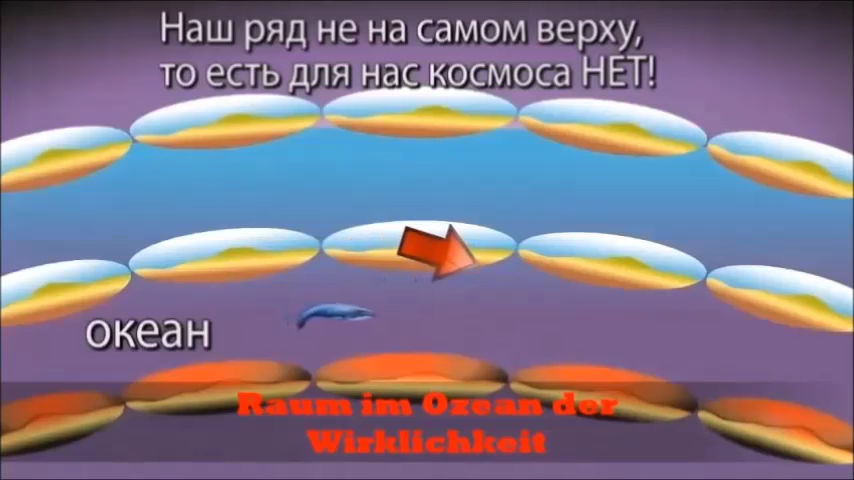 Наш ряд не на самом верху,
то есть для нас космоса НЕТ!
океан
Raum im Ozean der
Wirklichkeit